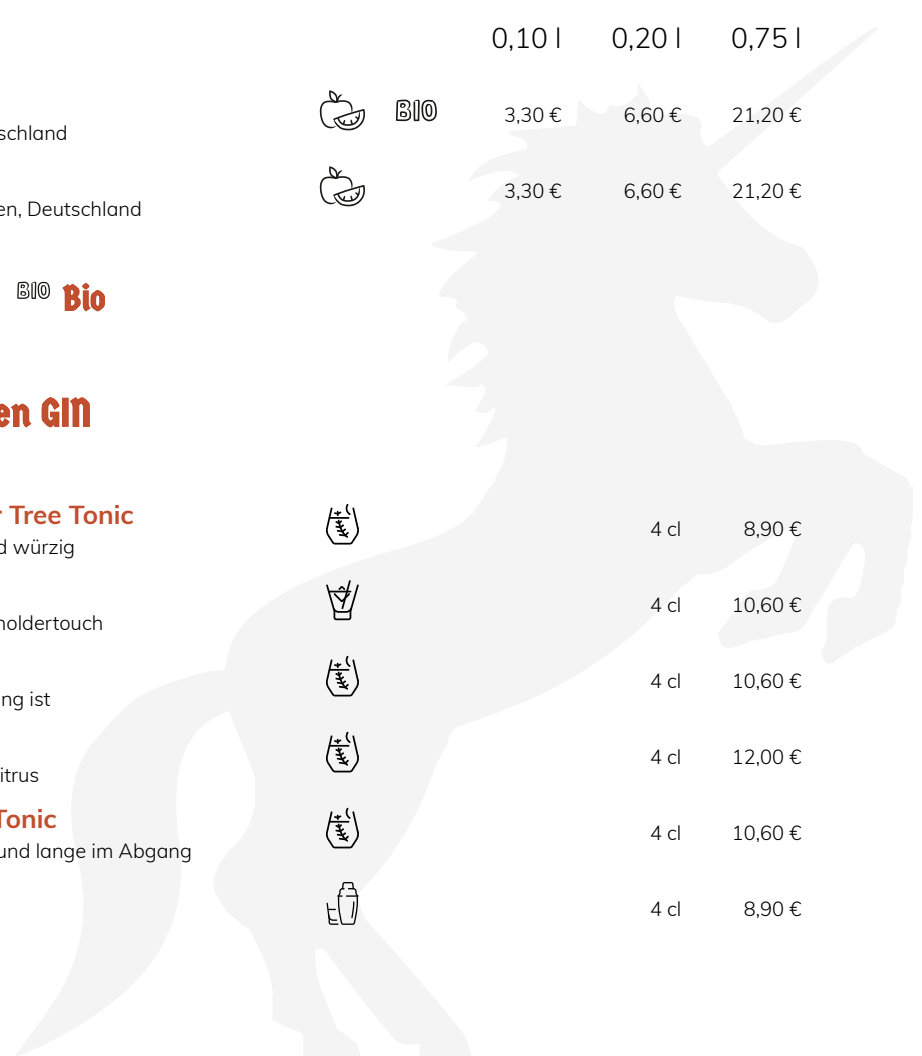 0,10 l 0,20 l 0,75 l
BIO 3,30 € 6,60 € 21,20 €
schland
3,30 € 6,60 € 21,20 €
en, Deutschland
BIO Bio
en GIN
r Tree Tonic
4 cl 8,90 €
d würzig
4 cl 10,60 €
holdertouch
4 cl 10,60 €
ng ist
4 cl 12,00 €
itrus
Tonic
4 cl 10,60 €
und lange im Abgang
4 cl 8,90 €